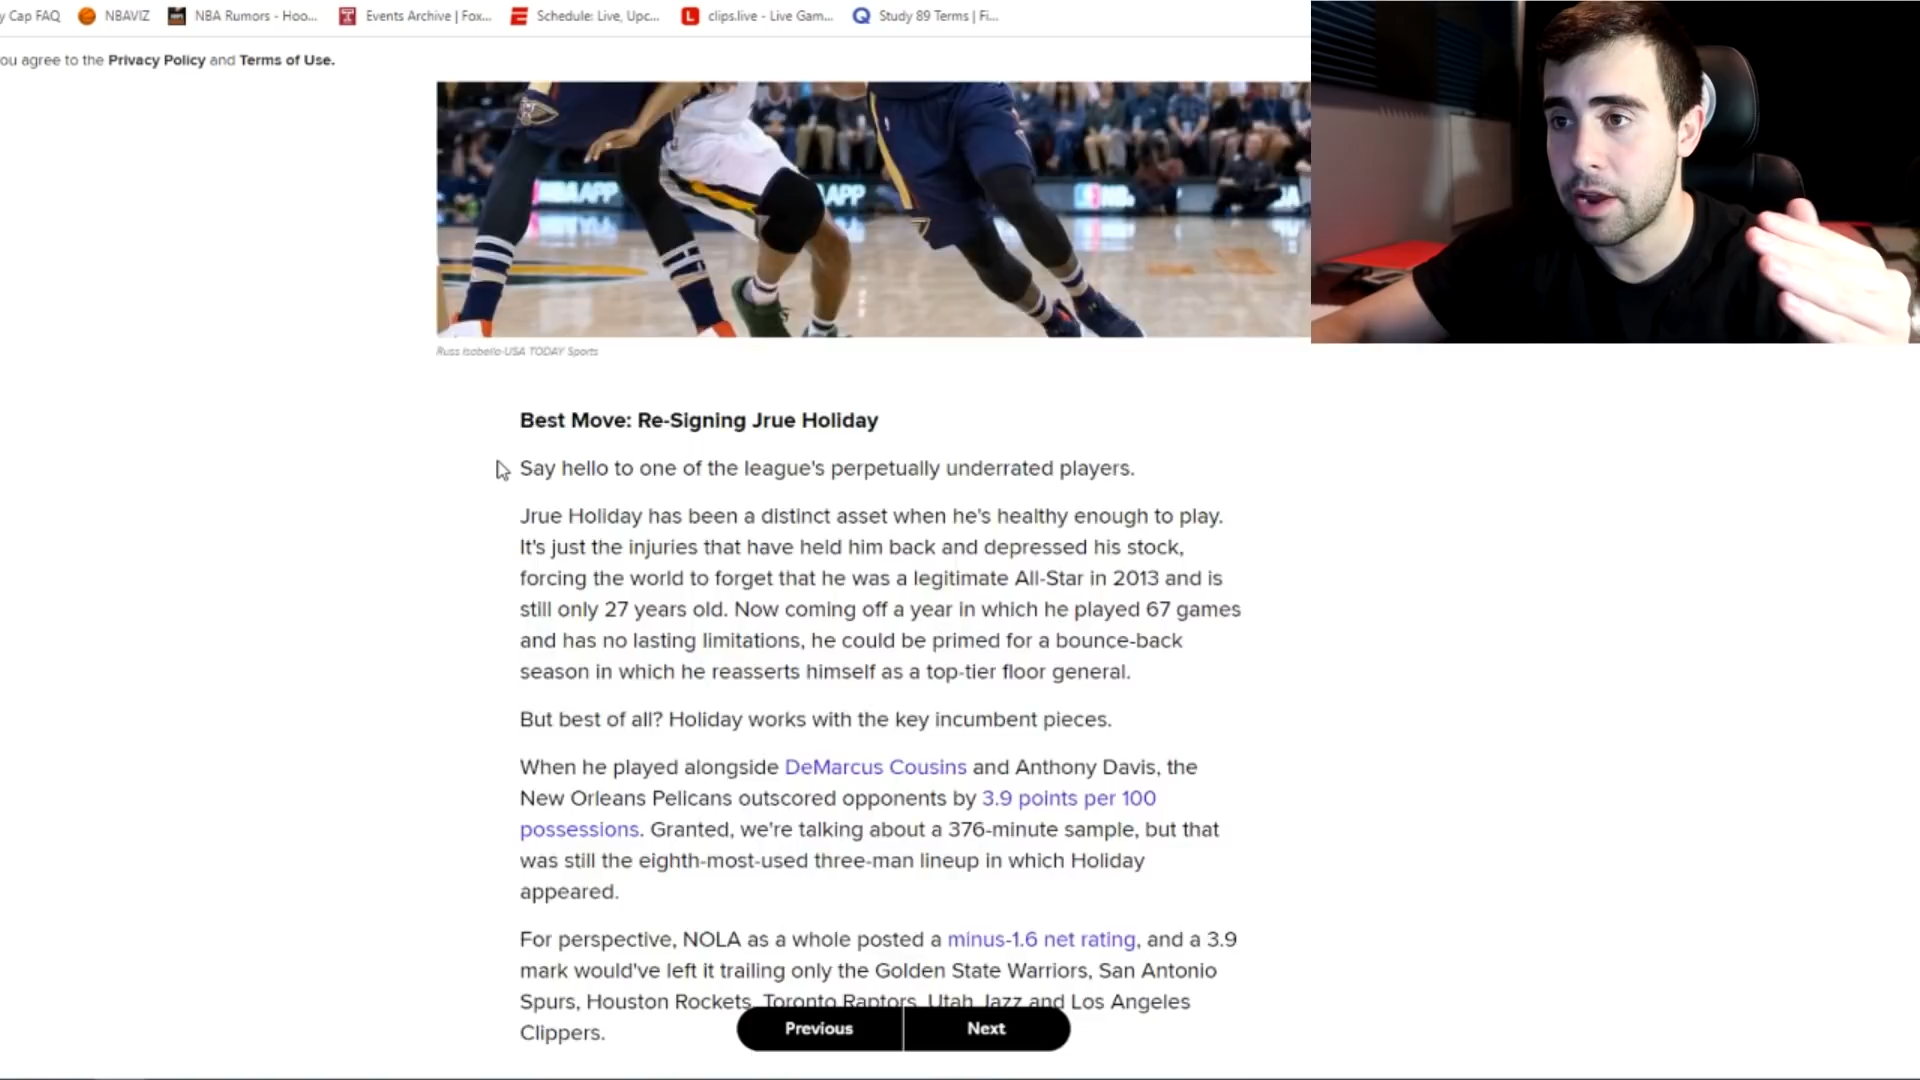 y Cap FAQ NBAVIZ NBA Rumors - Hoo... Events Archive | Fox... Schedule: Live, Upc... clips.live - Live Gam... Study 89 Terms | Fi...
ou agree to the Privacy Policy and Terms of Use.
NBA APP
APP
NB
Russ Isabella-USA TODAY Sports
Best Move: Re-Signing Jrue Holiday
Say hello to one of the league's perpetually underrated players.
Jrue Holiday has been a distinct asset when he's healthy enough to play.
It's just the injuries that have held him back and depressed his stock,
forcing the world to forget that he was a legitimate All-Star in 2013 and is
still only 27 years old. Now coming off a year in which he played 67 games
and has no lasting limitations, he could be primed for a bounce-back
season in which he reasserts himself as a top-tier floor general.
But best of all? Holiday works with the key incumbent pieces.
When he played alongside DeMarcus Cousins and Anthony Davis, the
New Orleans Pelicans outscored opponents by 3.9 points per 100
possessions. Granted, we're talking about a 376-minute sample, but that
was still the eighth-most-used three-man lineup in which Holiday
appeared.
For perspective, NOLA as a whole posted a minus-1.6 net rating, and a 3.9
mark would've left it trailing only the Golden State Warriors, San Antonio
Spurs, Houston Rockets, Toronto Raptors, Utah Jazz and Los Angeles
Clippers.
Previous Next